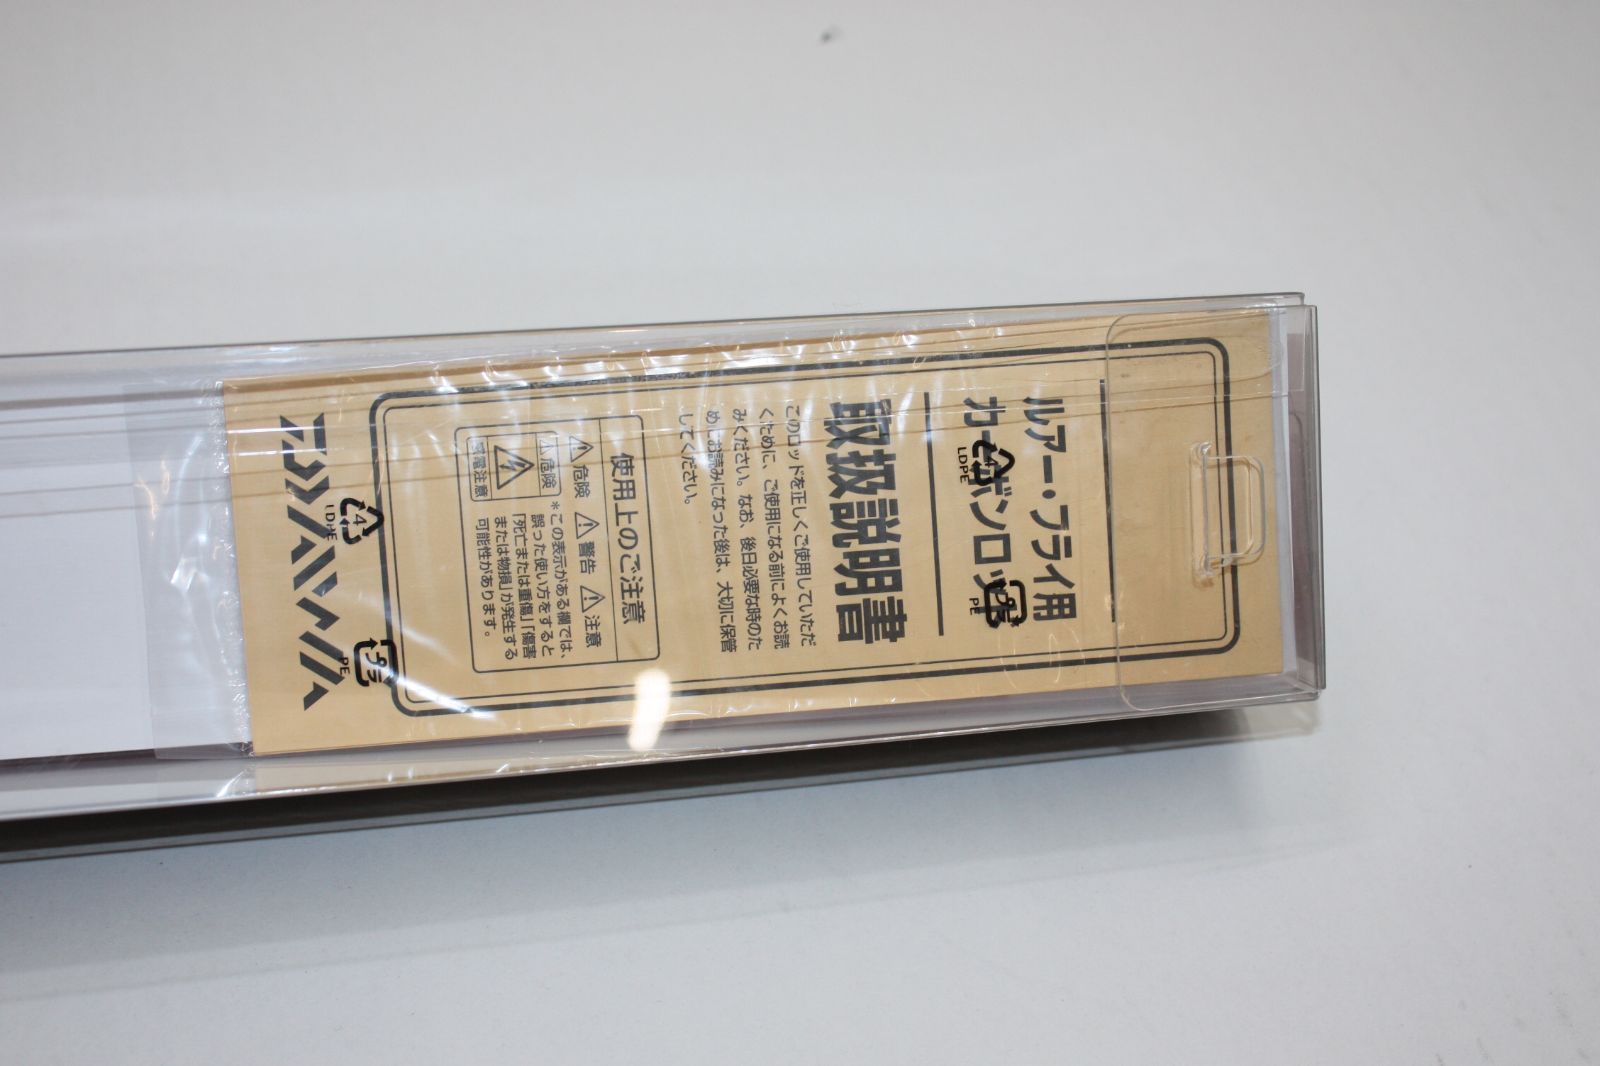 ルアー・フライ用
カーボンロッド
取扱説明書
このロッドを正しくご使用していただ
くために、ご使用になる前によくお読
みください。なお、後日必要な時のた
めにお読みになった後は、大切に保管
してください。
使用上のご注意
危険 警告 注意
危険
感電注意
*この表示がある欄では、
誤った使い方をすると
「死亡または重傷」「傷害
または物損」が発生する
可能性があります。
DAIWA
4
LDPE
プラ
PE
4
LDPE
プラ
PE